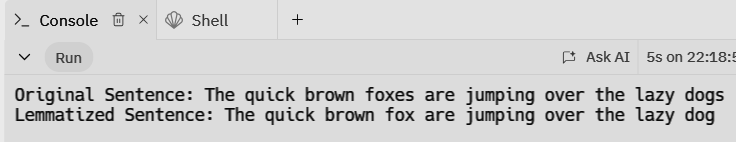 Console
Shell
+
Run
Ask AI
5s on 22:18:5
Original Sentence: The quick brown foxes are jumping over the lazy dogs
Lemmatized Sentence: The quick brown fox are jumping over the lazy dog